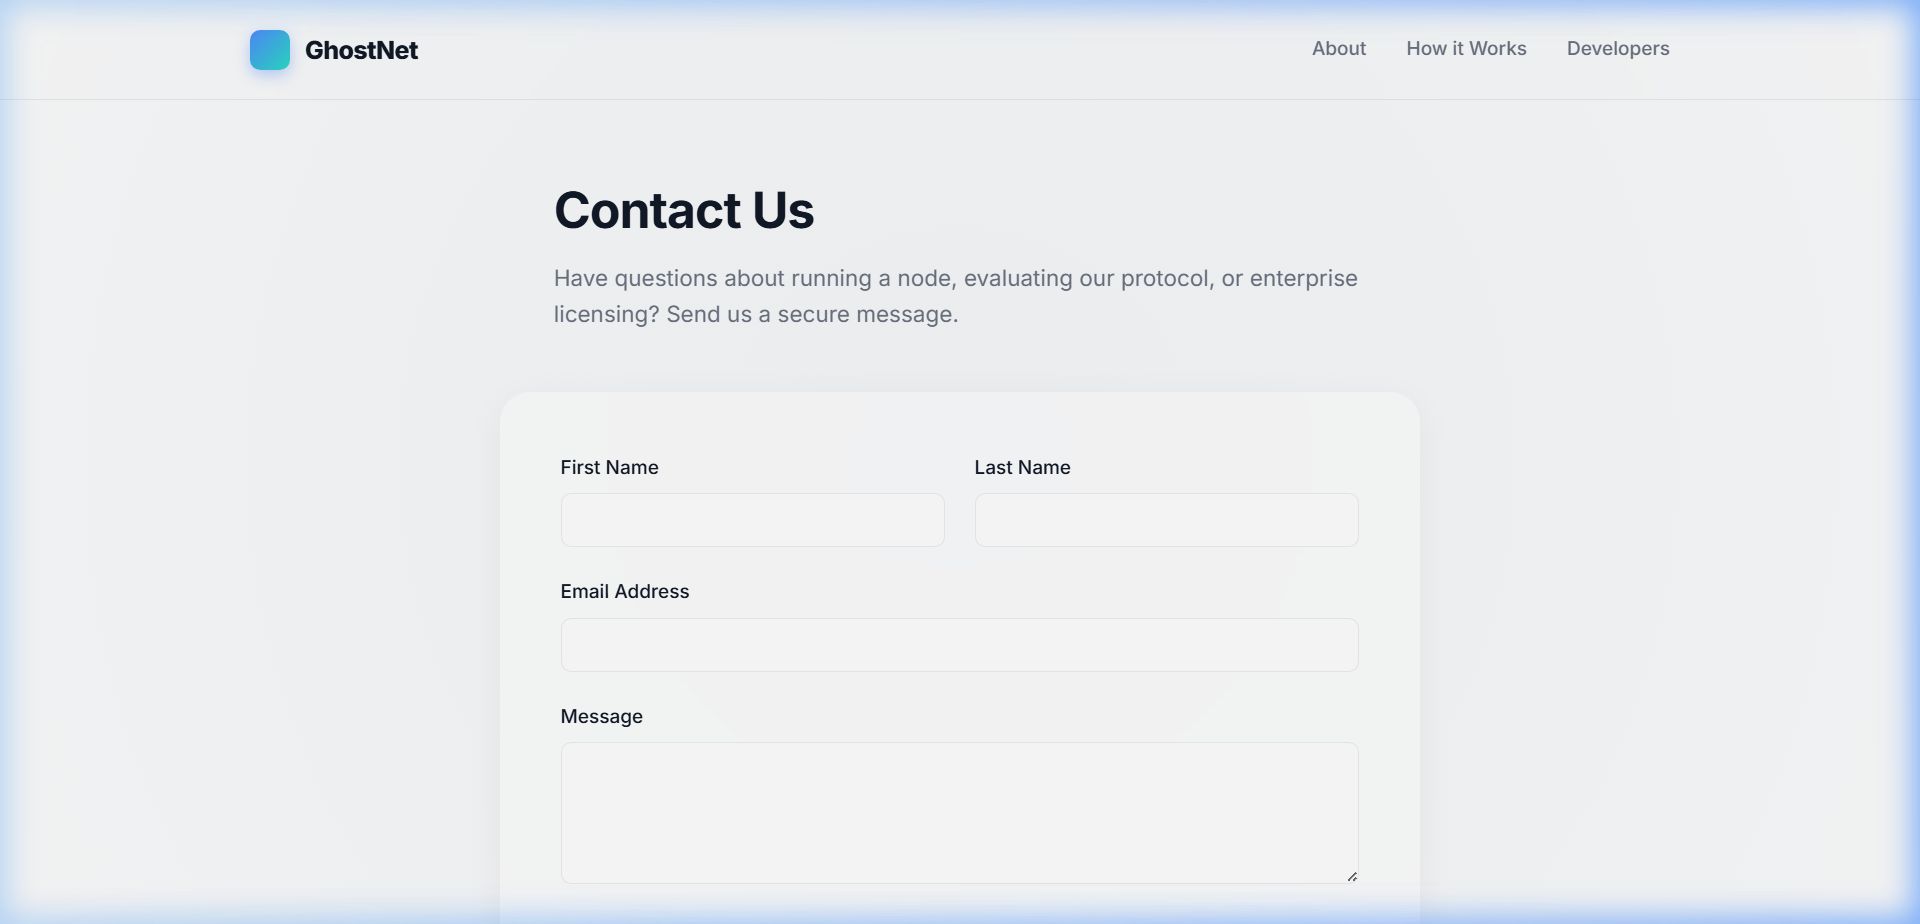 GhostNet
About
How it Works
Developers
Contact Us
Have questions about running a node, evaluating our protocol, or enterprise
licensing? Send us a secure message.
First Name
Last Name
Email Address
Message